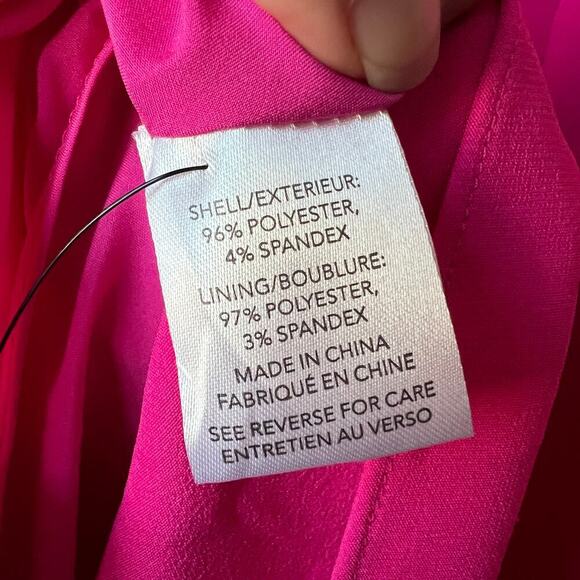 SHELL/EXTERIEUR:
96% POLYESTER,
4% SPANDEX
LINING/BOUBLURE:
97% POLYESTER,
3% SPANDEX
MADE IN CHINA
FABRIQUÉ EN CHINE
SEE REVERSE FOR CARE
ENTRETIEN AU VERSO